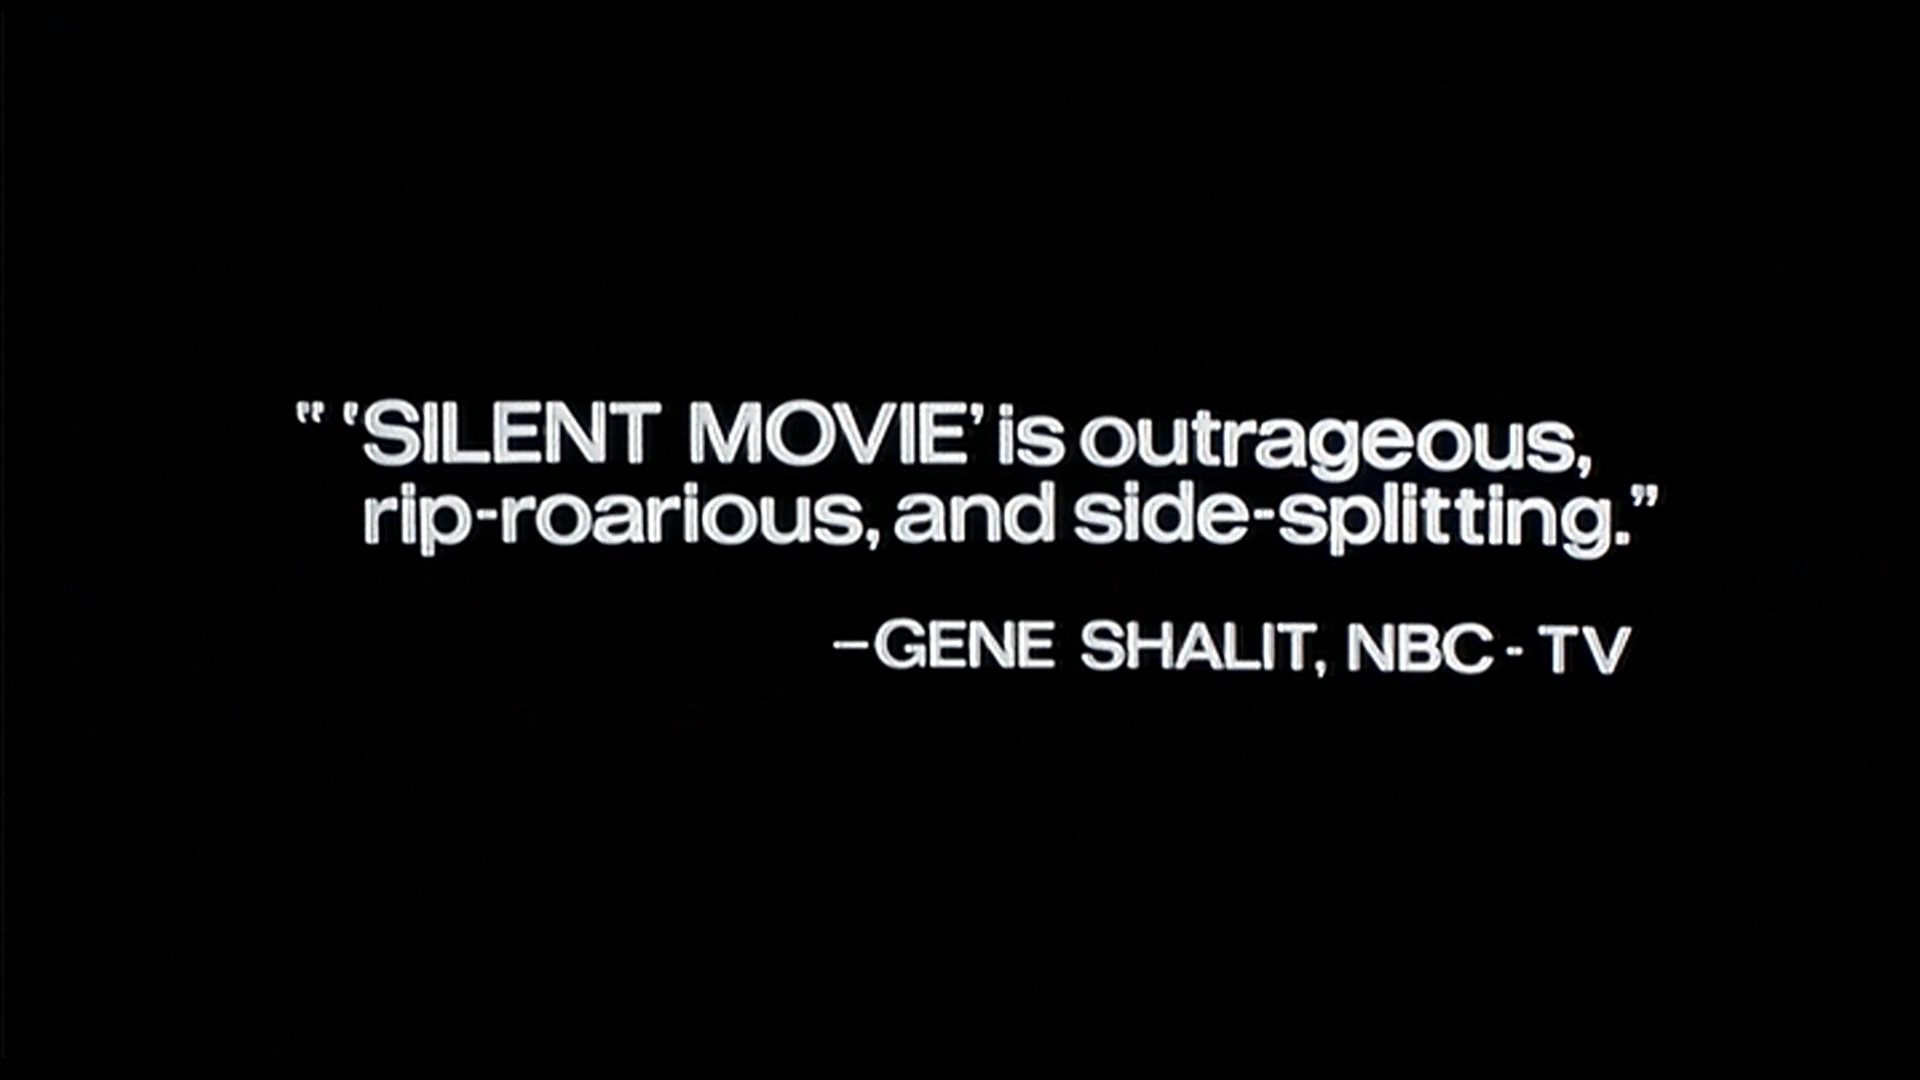 " 'SILENT MOVIE' is outrageous,
rip-roarious, and side-splitting."
–GENE SHALIT, NBC - TV